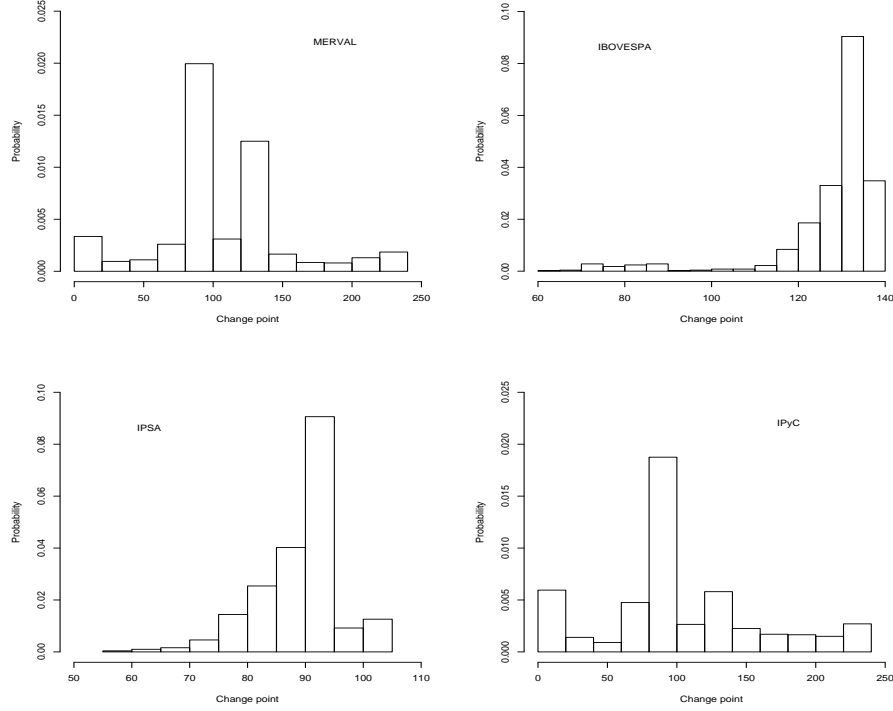 MERVAL
Probability
0.000 0.005 0.010 0.015 0.020 0.025
0 50 100 150 200 250
Change point
IBOVESPA
Probability
0.00 0.02 0.04 0.06 0.08 0.10
60 80 100 120 140
Change point
IPSA
Probability
0.00 0.02 0.04 0.06 0.08 0.10
50 60 70 80 90 100 110
Change point
IPyC
Probability
0.000 0.005 0.010 0.015 0.020 0.025
0 50 100 150 200 250
Change point